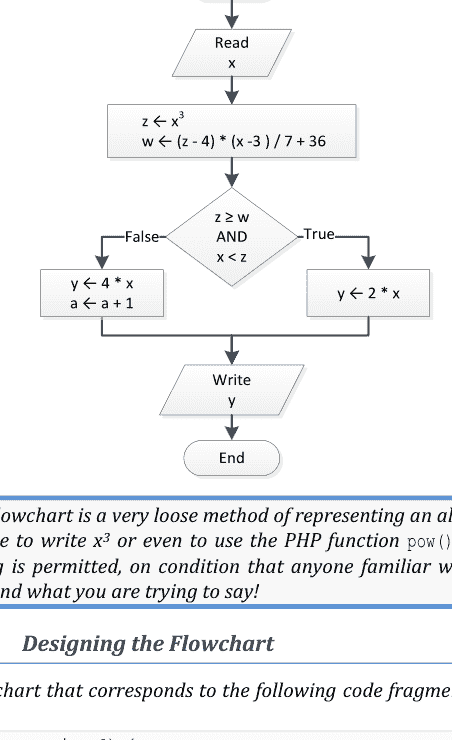 Read
x
z ← x³
w ← (z - 4) * (x -3 ) / 7 + 36
z ≥ w
AND
x < z
False
True
y ← 4 * x
a ← a + 1
y ← 2 * x
Write
y
End
lowchart is a very loose method of representing an al
e to write x³ or even to use the PHP function pow()
g is permitted, on condition that anyone familiar w
nd what you are trying to say!
Designing the Flowchart
chart that corresponds to the following code fragme